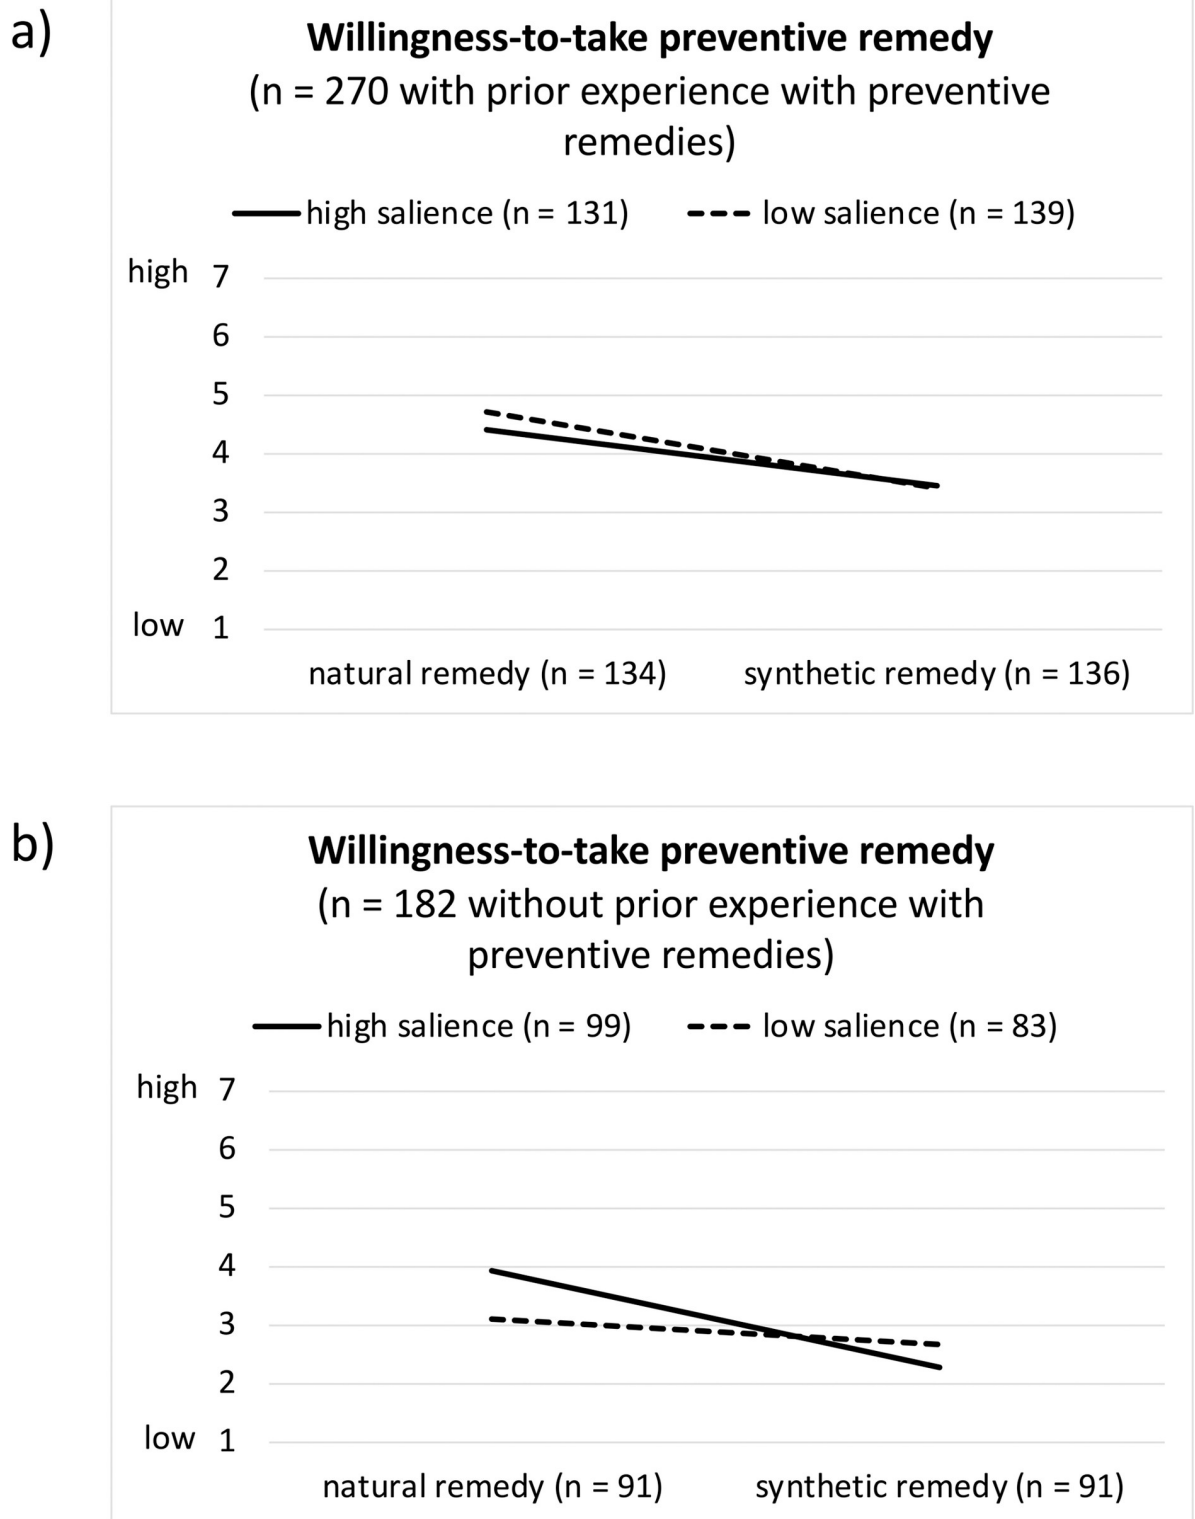 a)
Willingness-to-take preventive remedy
(n = 270 with prior experience with preventive
remedies)
high salience (n = 131) low salience (n = 139)
high 7
6
5
4
3
2
low 1
natural remedy (n = 134) synthetic remedy (n = 136)
b)
Willingness-to-take preventive remedy
(n = 182 without prior experience with
preventive remedies)
high salience (n = 99) low salience (n = 83)
high 7
6
5
4
3
2
low 1
natural remedy (n = 91) synthetic remedy (n = 91)